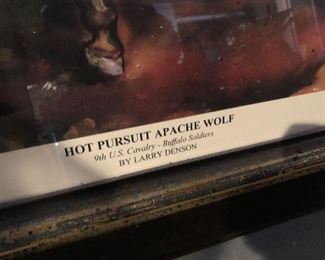 HOT PURSUIT APACHE WOLF
9th U.S. Cavalry - Buffalo Soldiers
BY LARRY DENSON